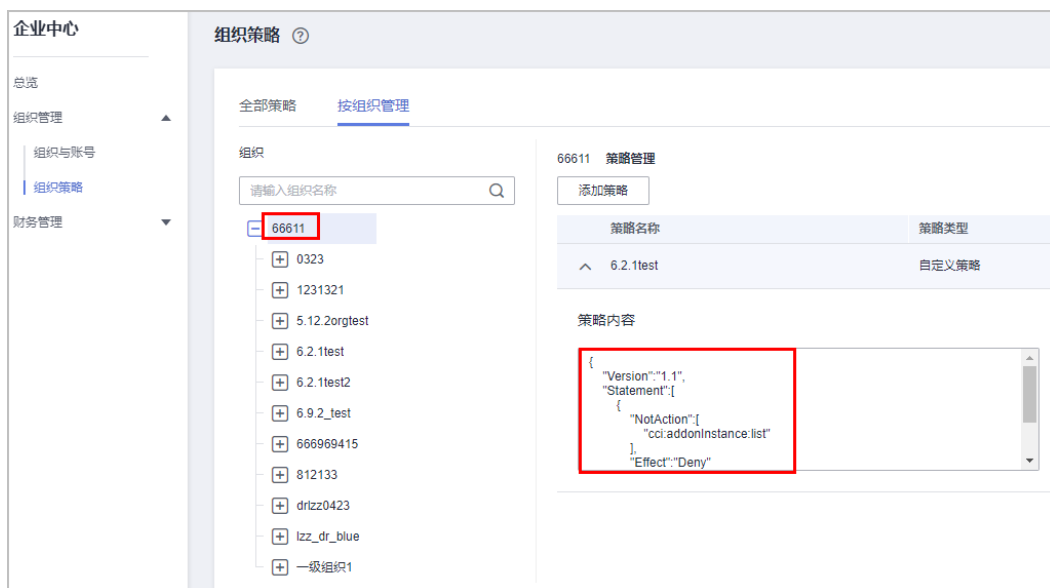 企业中心
总览
组织管理
组织与账号
组织策略
财务管理
组织策略
全部策略 按组织管理
组织
请输入组织名称
66611
0323
1231321
5.12.2orgtest
6.2.1test
6.2.1test2
6.9.2_test
666969415
812133
drlzz0423
lzz_dr_blue
一级组织1
66611 策略管理
添加策略
策略名称 策略类型
6.2.1test 自定义策略
策略内容
{
"Version":"1.1",
"Statement":[
{
"NotAction":[
"cci:addonInstance:list"
],
"Effect":"Deny"